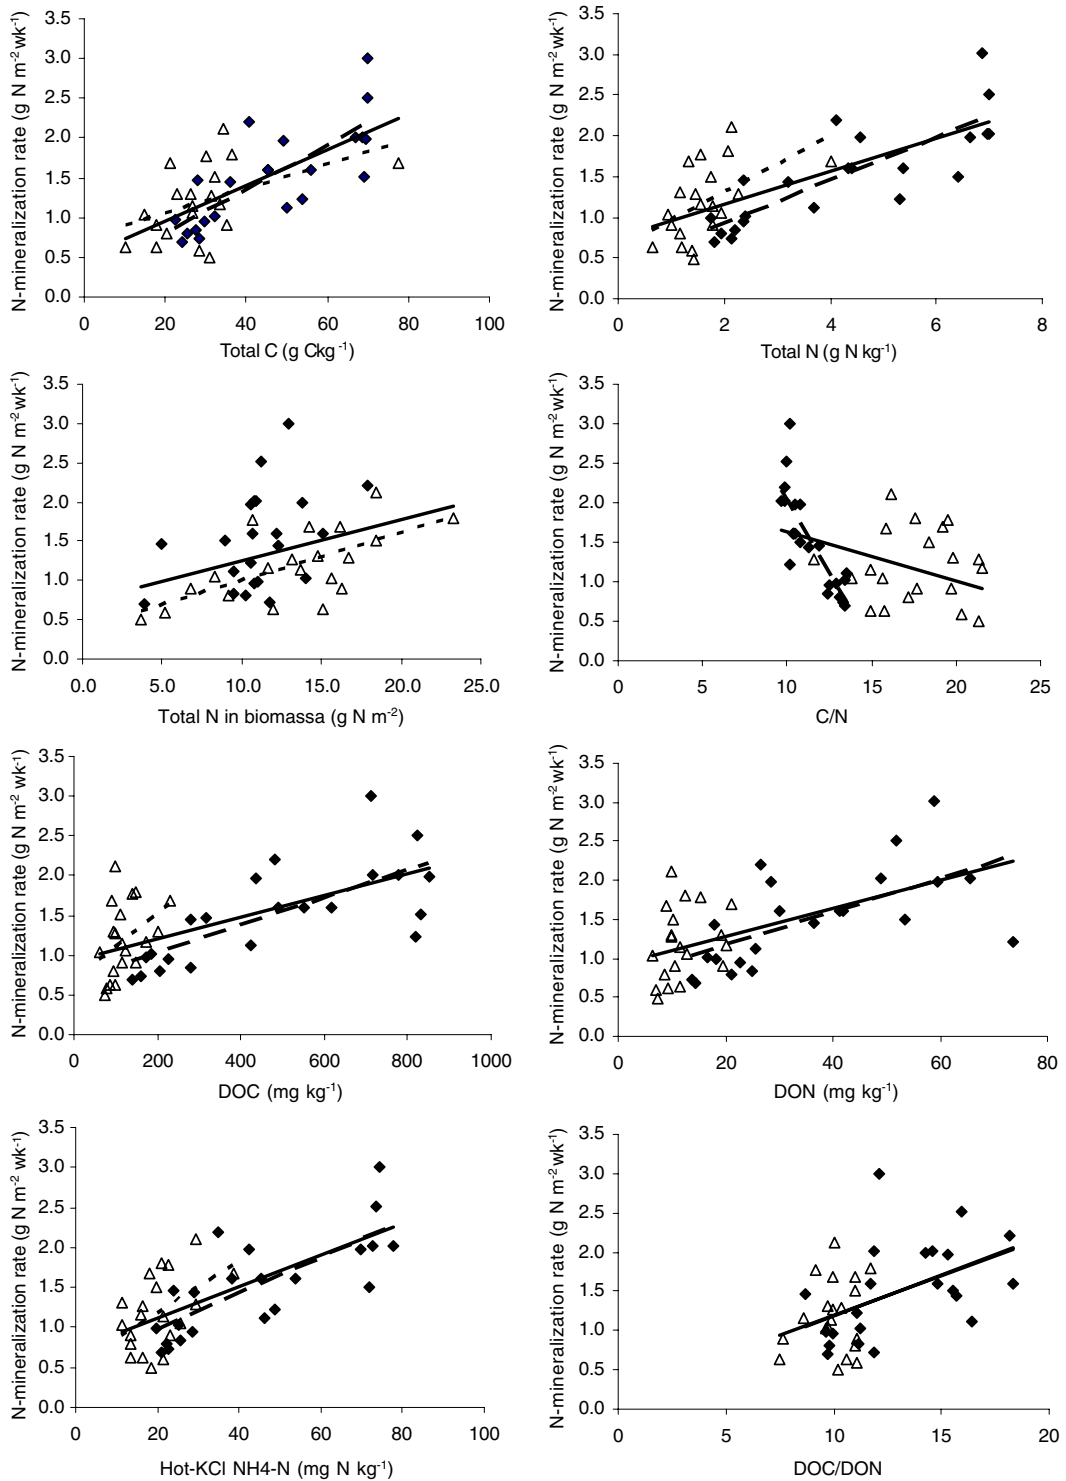 N-mineralization rate (g N m-2 wk-1)
3.5
3.0
2.5
2.0
1.5
1.0
0.5
0.0
0 20 40 60 80 100
Total C (g Ckg-1)
N-mineralization rate (g N m-2 wk-1)
3.5
3.0
2.5
2.0
1.5
1.0
0.5
0.0
0 2 4 6 8
Total N (g N kg-1)
N-mineralization rate (g N m-2 wk-1)
3.5
3.0
2.5
2.0
1.5
1.0
0.5
0.0
0.0 5.0 10.0 15.0 20.0 25.0
Total N in biomassa (g N m-2)
N-mineralization rate (g N m-2 wk-1)
3.5
3.0
2.5
2.0
1.5
1.0
0.5
0.0
0 5 10 15 20 25
C/N
N-mineralization rate (g N m-2 wk-1)
3.5
3.0
2.5
2.0
1.5
1.0
0.5
0.0
0 200 400 600 800 1000
DOC (mg kg-1)
N-mineralization rate (g N m-2 wk-1)
3.5
3.0
2.5
2.0
1.5
1.0
0.5
0.0
0 20 40 60 80
DON (mg kg-1)
N-mineralization rate (g N m-2 wk-1)
3.5
3.0
2.5
2.0
1.5
1.0
0.5
0.0
0 20 40 60 80 100
Hot-KCl NH4-N (mg N kg-1)
N-mineralization rate (g N m-2 wk-1)
3.5
3.0
2.5
2.0
1.5
1.0
0.5
0.0
0 5 10 15 20
DOC/DON